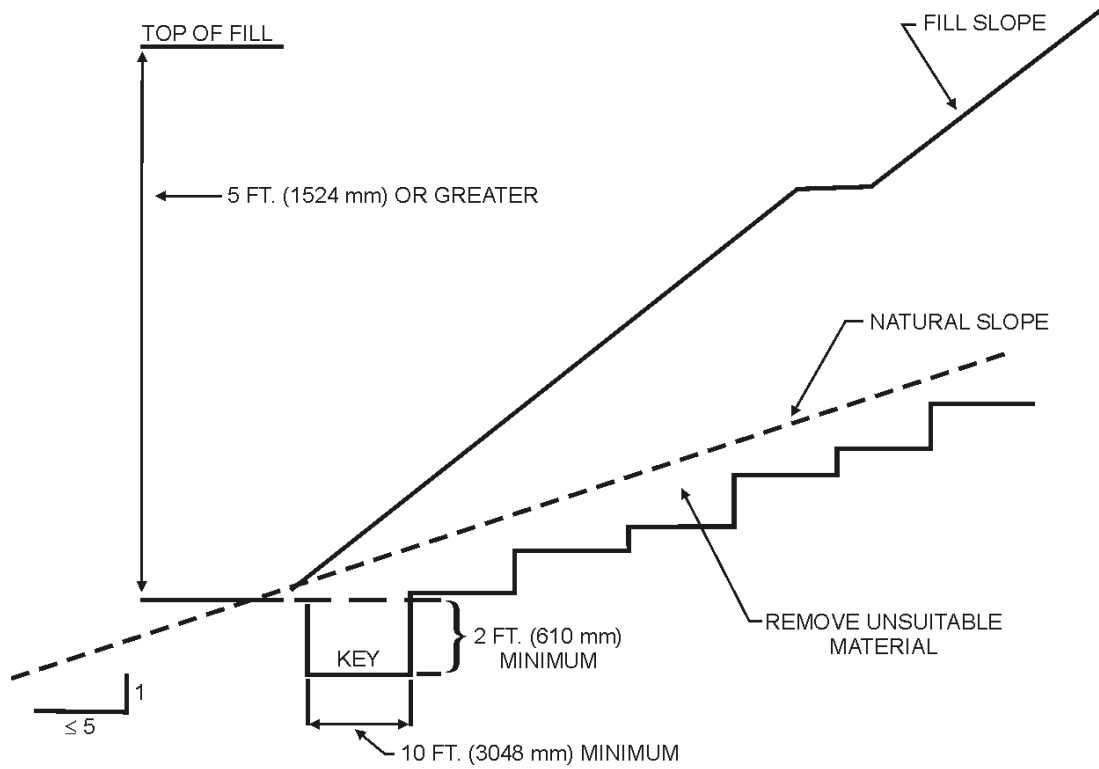 TOP OF FILL
FILL SLOPE
5 FT. (1524 mm) OR GREATER
NATURAL SLOPE
REMOVE UNSUITABLE
MATERIAL
2 FT. (610 mm)
MINIMUM
KEY
1
≤ 5
10 FT. (3048 mm) MINIMUM